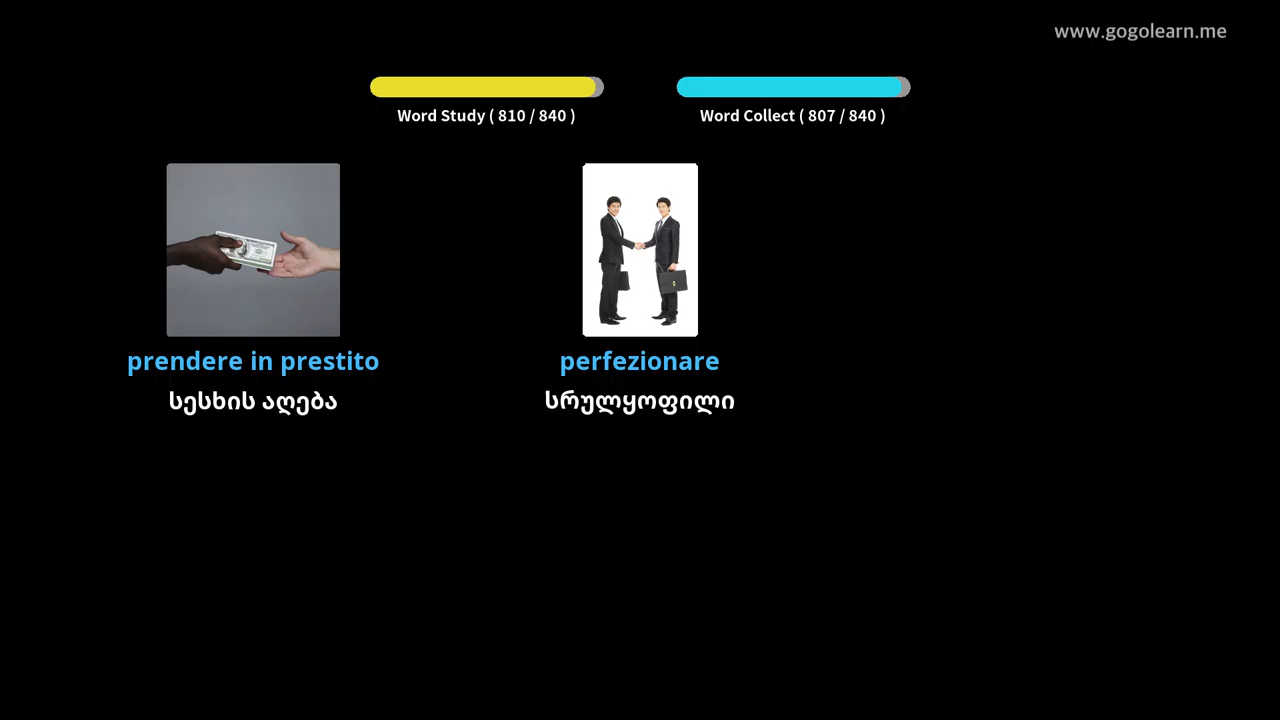 www.gogolearn.me
Word Study ( 810 / 840 )
Word Collect ( 807 / 840 )
prendere in prestito
სესხის აღება
perfezionare
სრულყოფილი